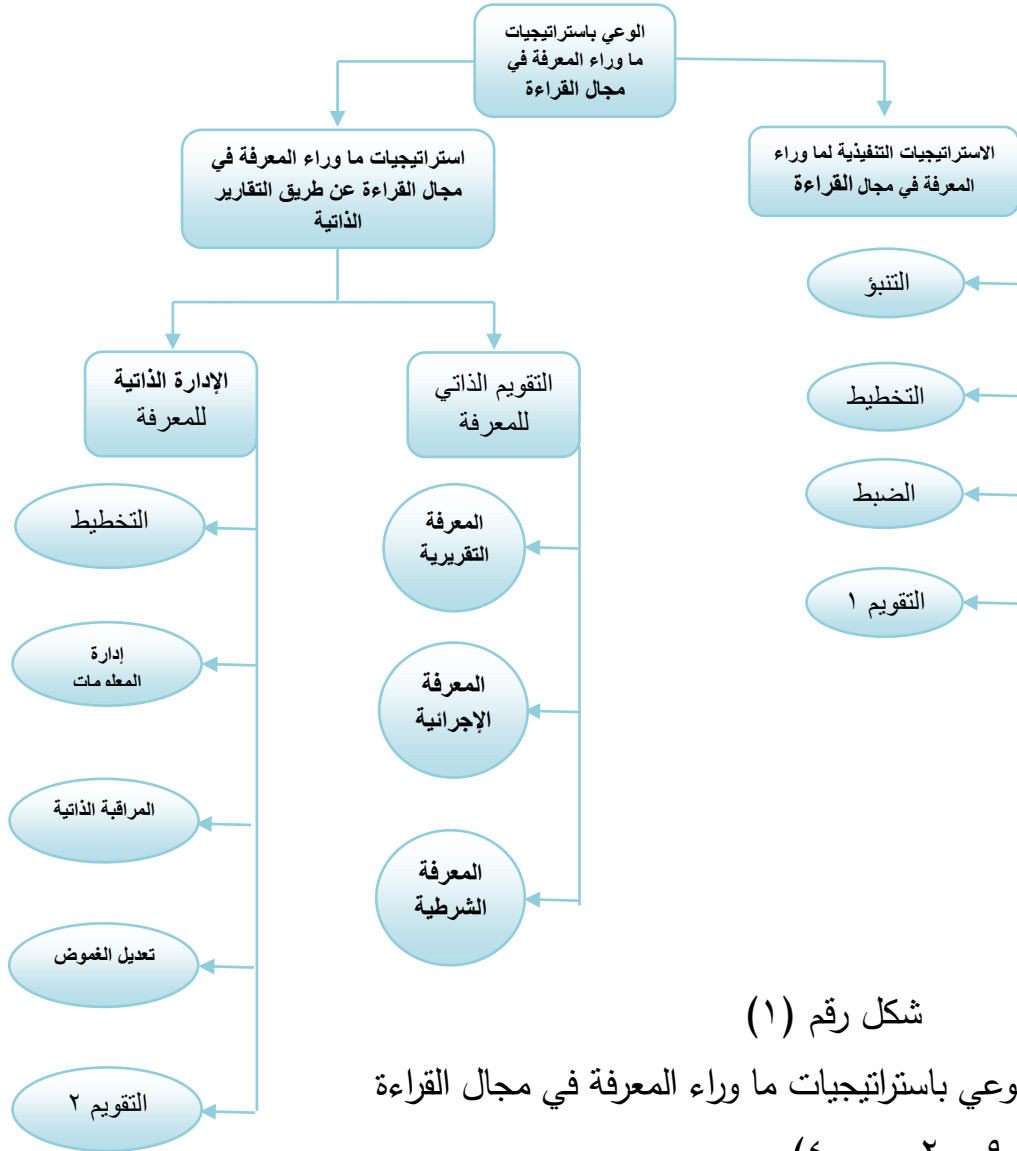 الوعي باستراتيجيات
ما وراء المعرفة في
مجال القراءة
الاستراتيجيات التنفيذية لما وراء
المعرفة في مجال القراءة
استراتيجيات ما وراء المعرفة في
مجال القراءة عن طريق التقارير
الذاتية
التنبؤ
التخطيط
الضبط
التقويم ١
التقويم الذاتي
للمعرفة
المعرفة
التقريرية
المعرفة
الإجرائية
المعرفة
الشرطية
الإدارة الذاتية
للمعرفة
التخطيط
إدارة
المعلومات
المراقبة الذاتية
تعديل الغموض
التقويم ٢
شكل رقم (١)
وعي باستراتيجيات ما وراء المعرفة في مجال القراءة